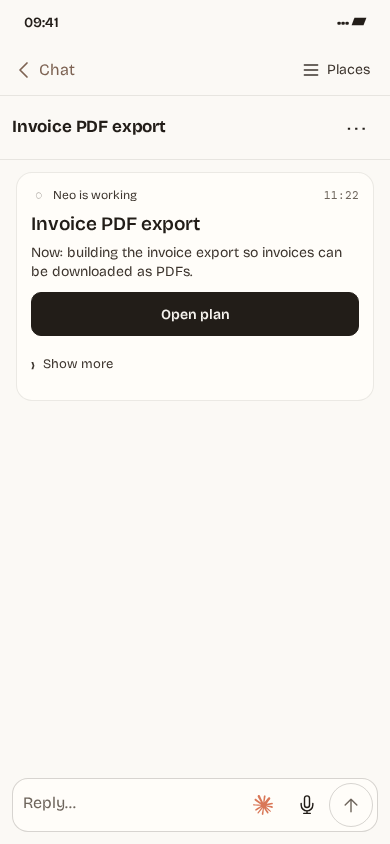 09:41
Chat
Places
Invoice PDF export
Neo is working
11:22
Invoice PDF export
Now: building the invoice export so invoices can
be downloaded as PDFs.
Open plan
Show more
Reply...